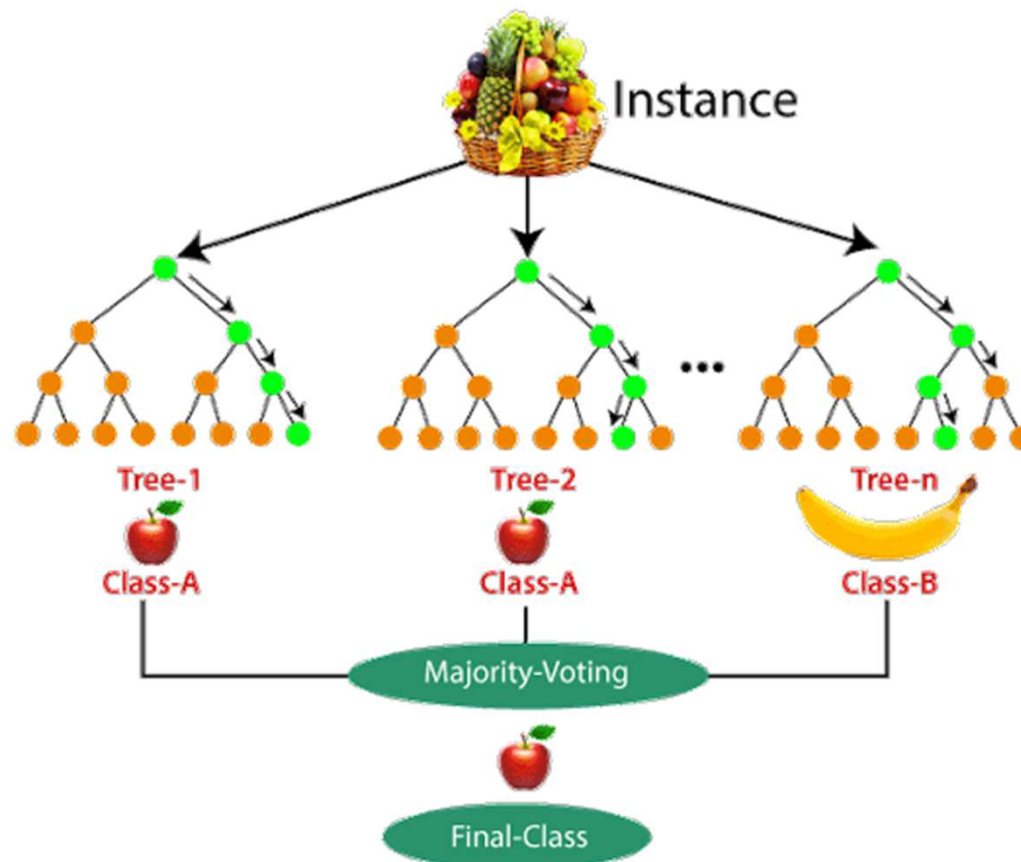 Instance
...
Tree-1
Tree-2
Tree-n
Class-A
Class-A
Class-B
Majority-Voting
Final-Class